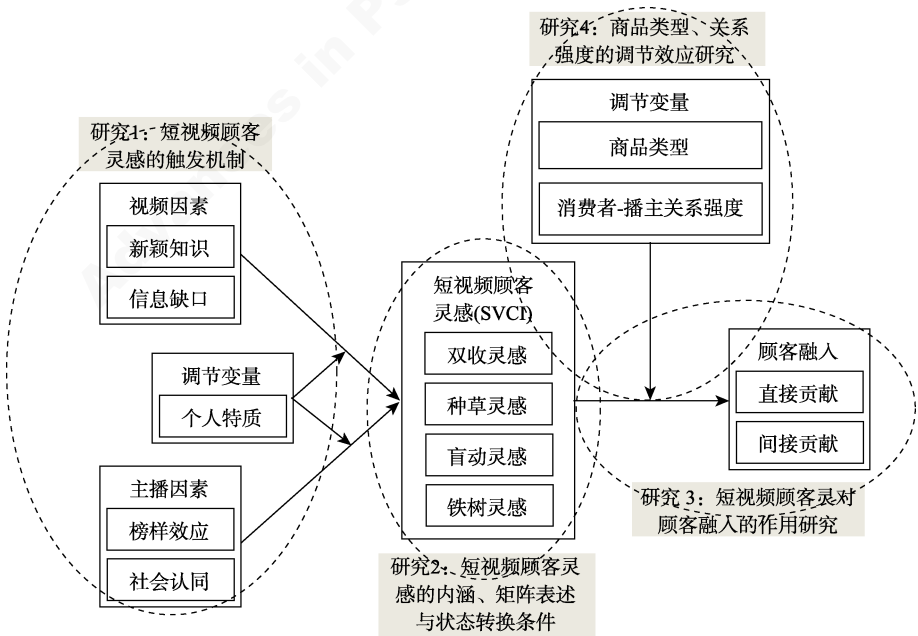 研究4：商品类型、关系
强度的调节效应研究
调节变量
商品类型
消费者-播主关系强度
研究1：短视频顾客
灵感的触发机制
视频因素
新颖知识
信息缺口
调节变量
个人特质
主播因素
榜样效应
社会认同
短视频顾客
灵感(SVCI)
双收灵感
种草灵感
盲动灵感
铁树灵感
研究2：短视频顾客灵
感的内涵、矩阵表述
与状态转换条件
顾客融入
直接贡献
间接贡献
研究 3：短视频顾客灵对
顾客融入的作用研究